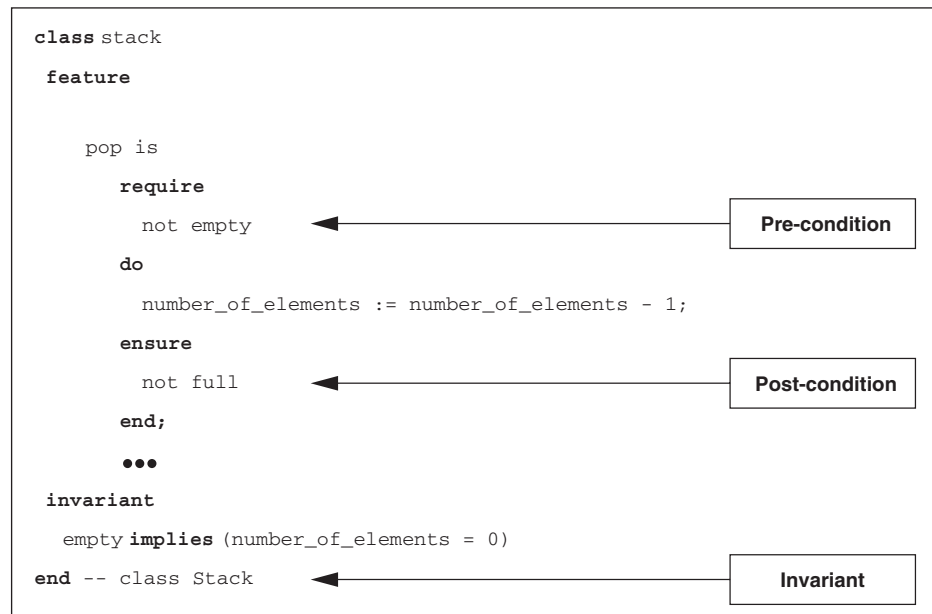 class stack
feature
pop is
require
not empty
Pre-condition
do
number_of_elements := number_of_elements - 1;
ensure
not full
Post-condition
end;
●●●
invariant
empty implies (number_of_elements = 0)
end -- class Stack
Invariant